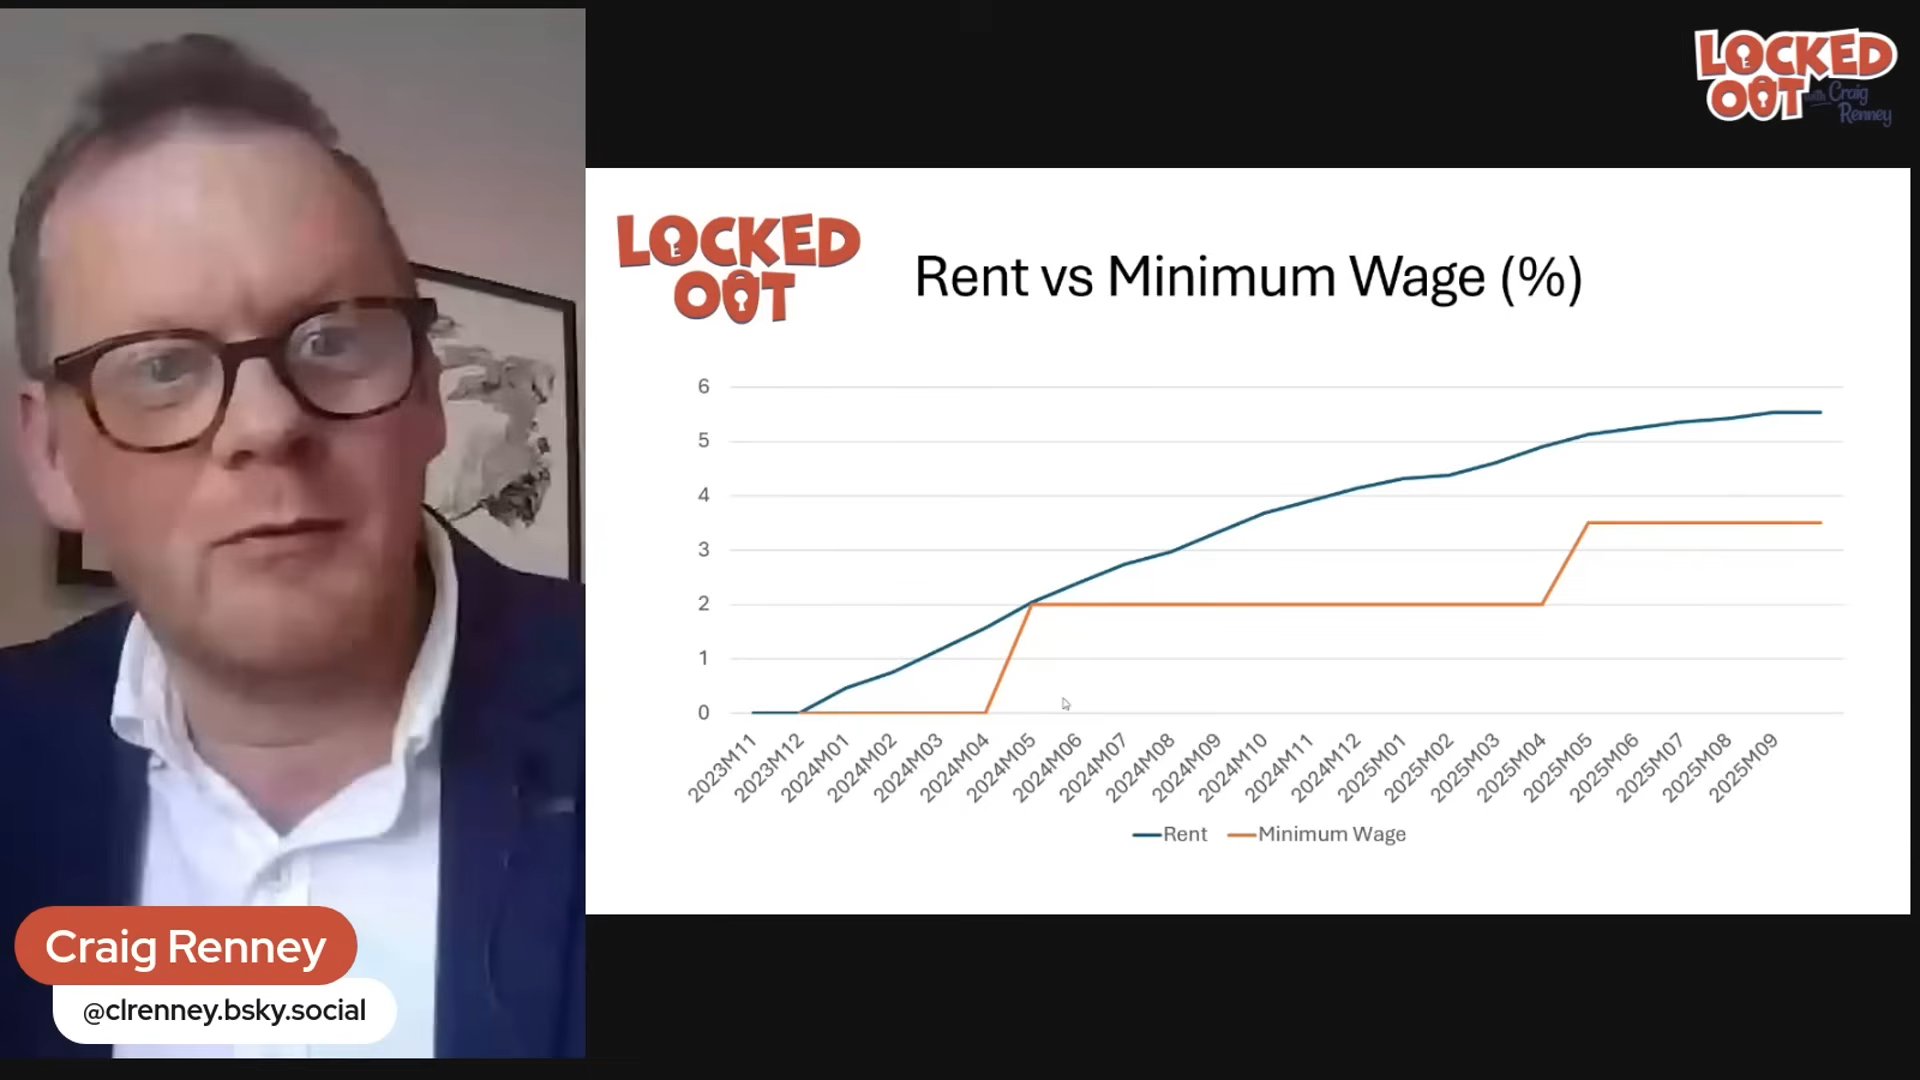 LOCKED
OUT
with Craig
Renney
LOCKED
OUT
Rent vs Minimum Wage (%)
6
5
4
3
2
1
0
2023M11
2023M12
2024M01
2024M02
2024M03
2024M04
2024M05
2024M06
2024M07
2024M08
2024M09
2024M10
2024M11
2024M12
2025M01
2025M02
2025M03
2025M04
2025M05
2025M06
2025M07
2025M08
2025M09
Rent Minimum Wage
Craig Renney
@clrenney.bsky.social